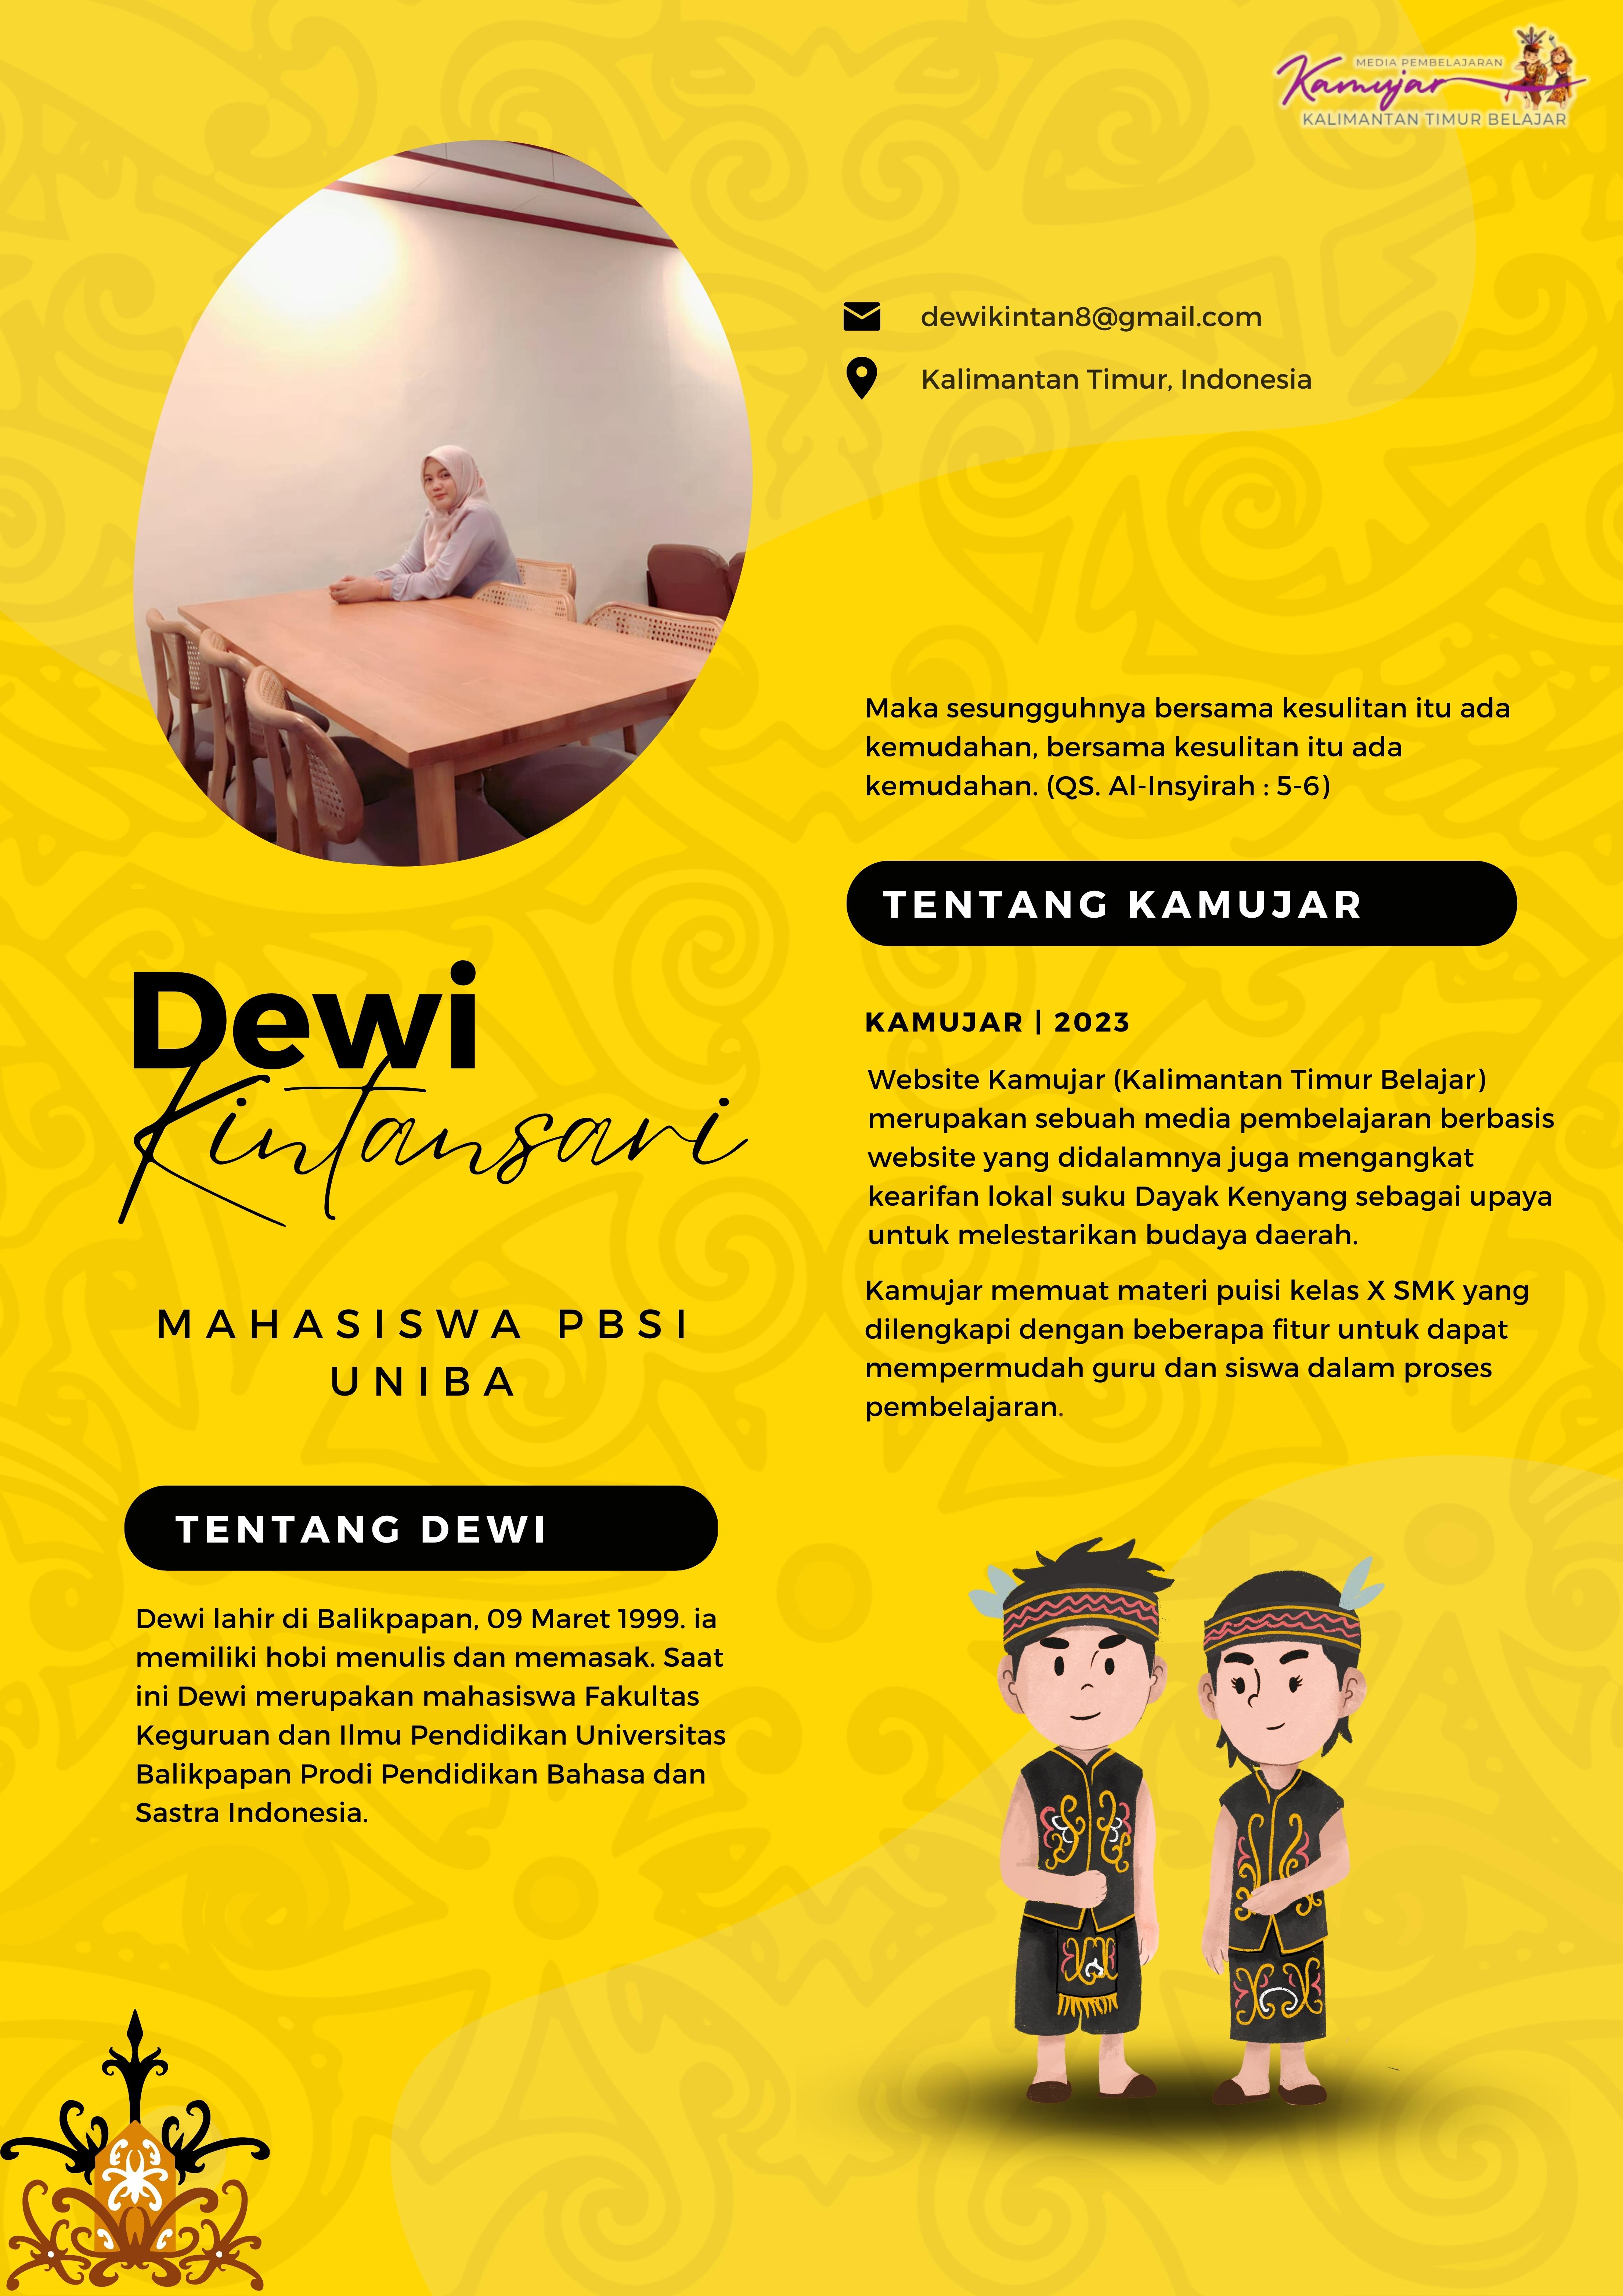 MEDIA PEMBELAJARAN
Kamujar
KALIMANTAN TIMUR BELAJAR
dewikintan8@gmail.com
Kalimantan Timur, Indonesia
Maka sesungguhnya bersama kesulitan itu ada
kemudahan, bersama kesulitan itu ada
kemudahan. (QS. Al-Insyirah : 5-6)
TENTANG KAMUJAR
KAMUJAR | 2023
Website Kamujar (Kalimantan Timur Belajar)
merupakan sebuah media pembelajaran berbasis
website yang didalamnya juga mengangkat
kearifan lokal suku Dayak Kenyang sebagai upaya
untuk melestarikan budaya daerah.
Kamujar memuat materi puisi kelas X SMK yang
dilengkapi dengan beberapa fitur untuk dapat
mempermudah guru dan siswa dalam proses
pembelajaran.
Dewi
Kintansari
MAHASISWA PBSI
UNIBA
TENTANG DEWI
Dewi lahir di Balikpapan, 09 Maret 1999. ia
memiliki hobi menulis dan memasak. Saat
ini Dewi merupakan mahasiswa Fakultas
Keguruan dan Ilmu Pendidikan Universitas
Balikpapan Prodi Pendidikan Bahasa dan
Sastra Indonesia.